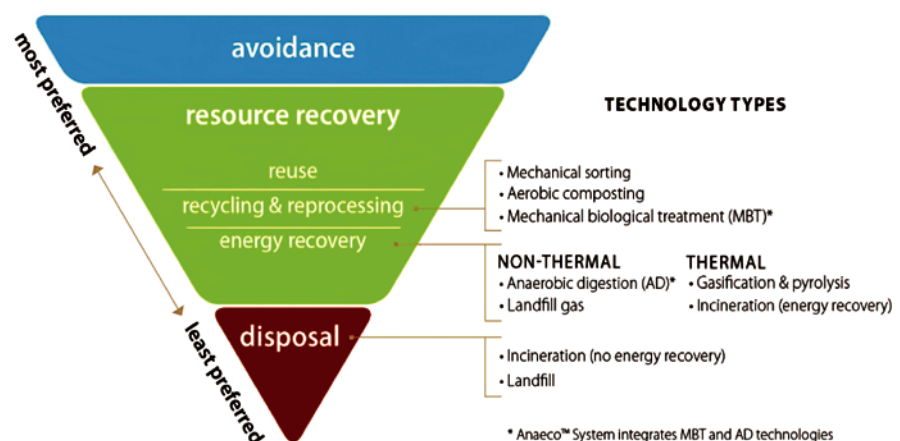 avoidance
most preferred
resource recovery
TECHNOLOGY TYPES
reuse
recycling & reprocessing
energy recovery
• Mechanical sorting
• Aerobic composting
• Mechanical biological treatment (MBT)*
NON-THERMAL
• Anaerobic digestion (AD)*
• Landfill gas
THERMAL
• Gasification & pyrolysis
• Incineration (energy recovery)
least preferred
disposal
• Incineration (no energy recovery)
• Landfill
* Anaeco™ System integrates MBT and AD technologies